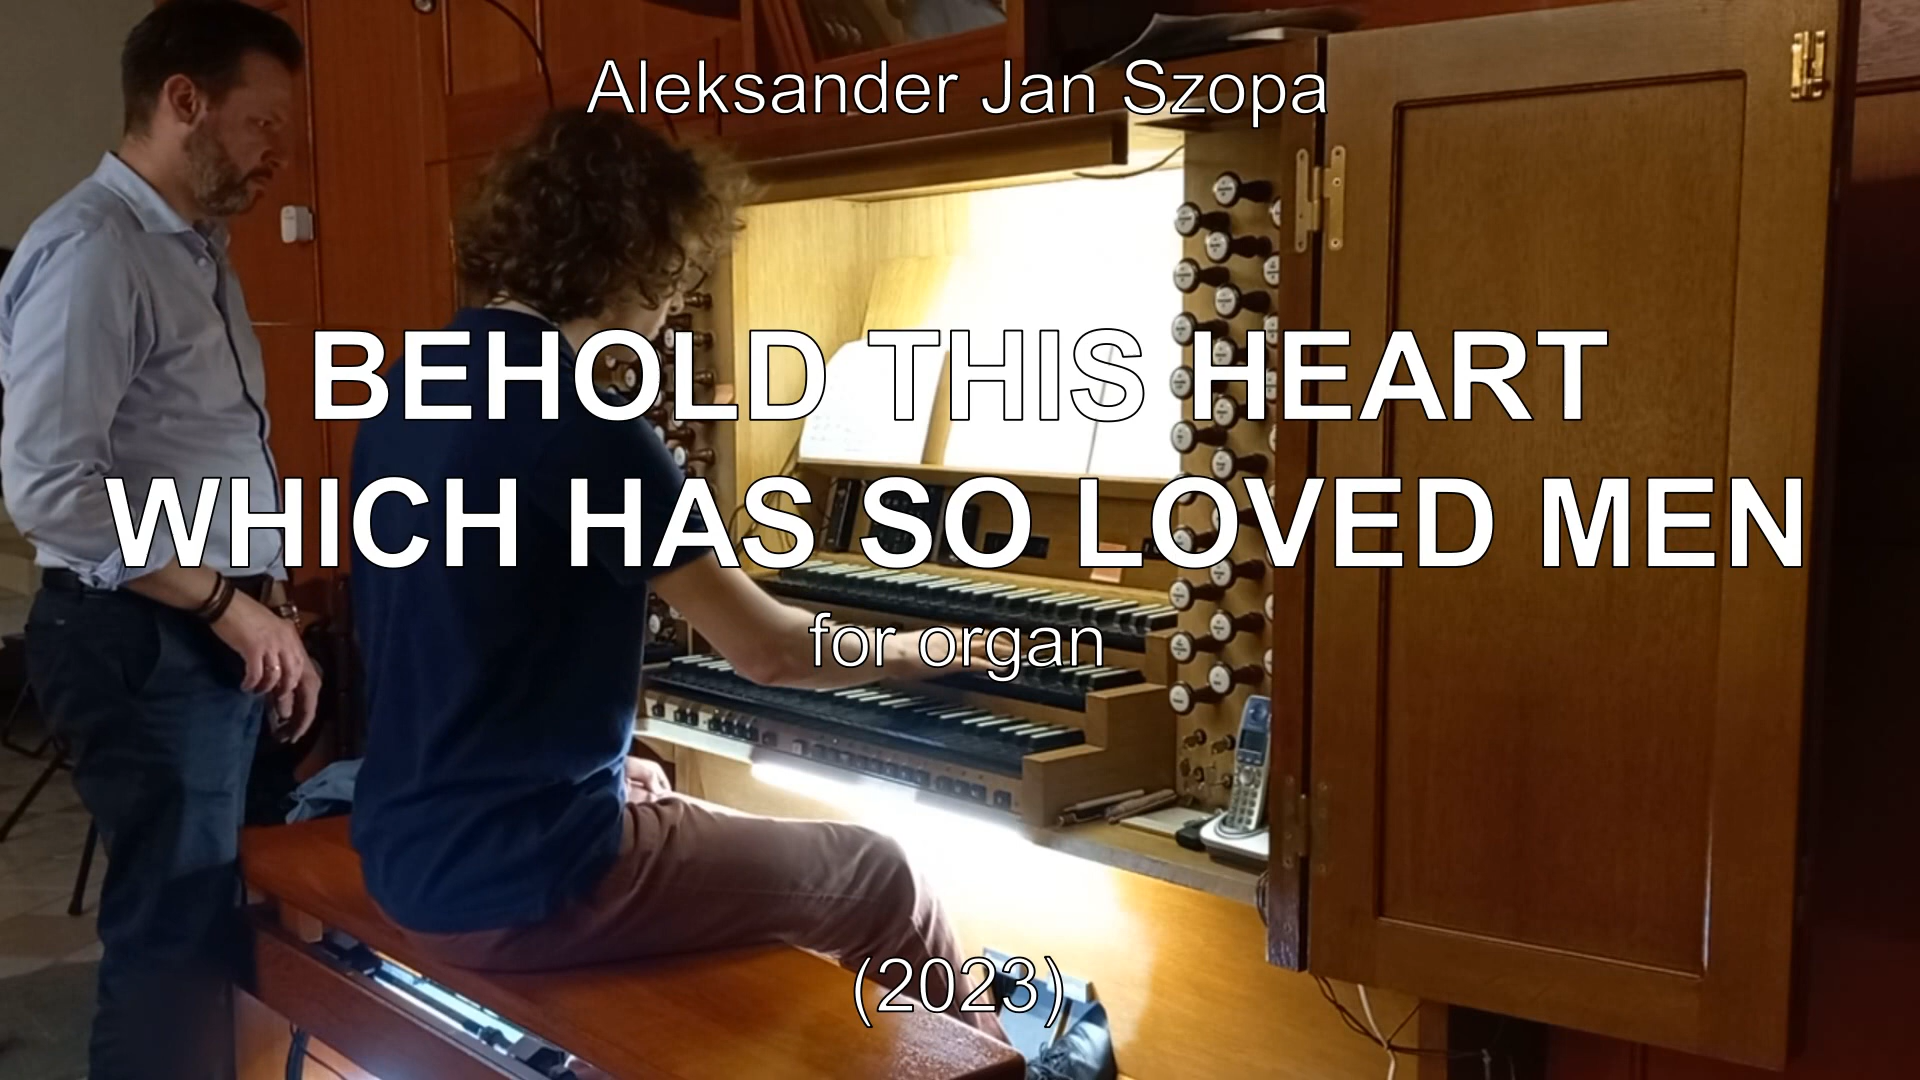 Aleksander Jan Szopa
BEHOLD THIS HEART
WHICH HAS SO LOVED MEN
for organ
(2023)